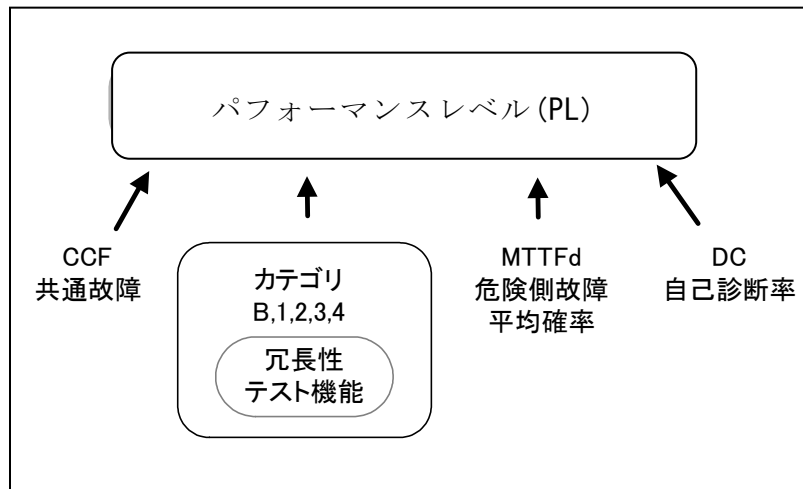 パフォーマンスレベル(PL)
CCF
共通故障
カテゴリ
B,1,2,3,4
冗長性
テスト機能
MTTFd
危険側故障
平均確率
DC
自己診断率